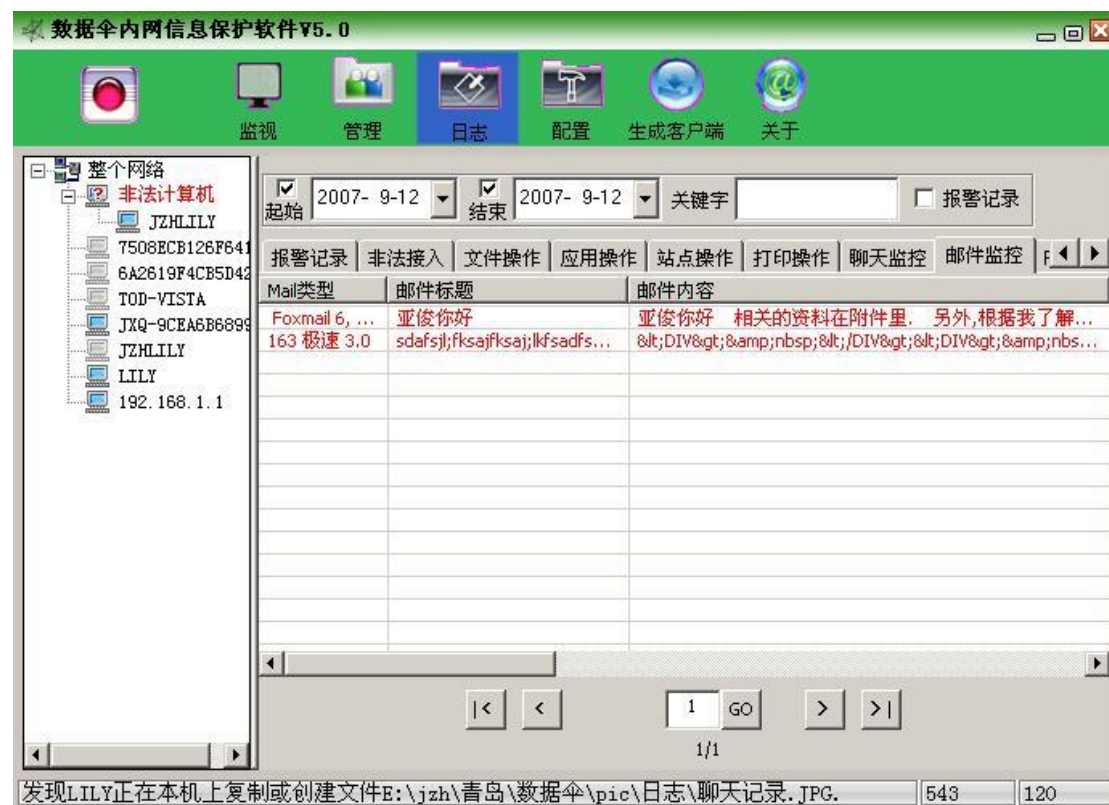 数据伞内网信息保护软件V5.0
监视 管理 日志 配置 生成客户端 关于
整个网络
非法计算机
JZHLILY
7508ECB126F641
6A2619F4CB5D42
TOD-VISTA
JXQ-9CEA6B6899
JZHLILY
LILY
192.168.1.1
起始 2007- 9-12 结束 2007- 9-12 关键字 报警记录
报警记录 非法接入 文件操作 应用操作 站点操作 打印操作 聊天监控 邮件监控
Mail类型 邮件标题 邮件内容
Foxmail 6, ... 亚俊你好 亚俊你好 相关的资料在附件里. 另外,根据我了解...
163 极速 3.0 sdafsjl;fksajfksaj;lkfsadfs... &lt;DIV&gt;&amp;nbsp;&lt;/DIV&gt;&lt;DIV&gt;&amp;nbs...
|< < 1 GO > >|
1/1
发现LILY正在本机上复制或创建文件E:\jzh\青岛\数据伞\pic\日志\聊天记录.JPG. 543 120